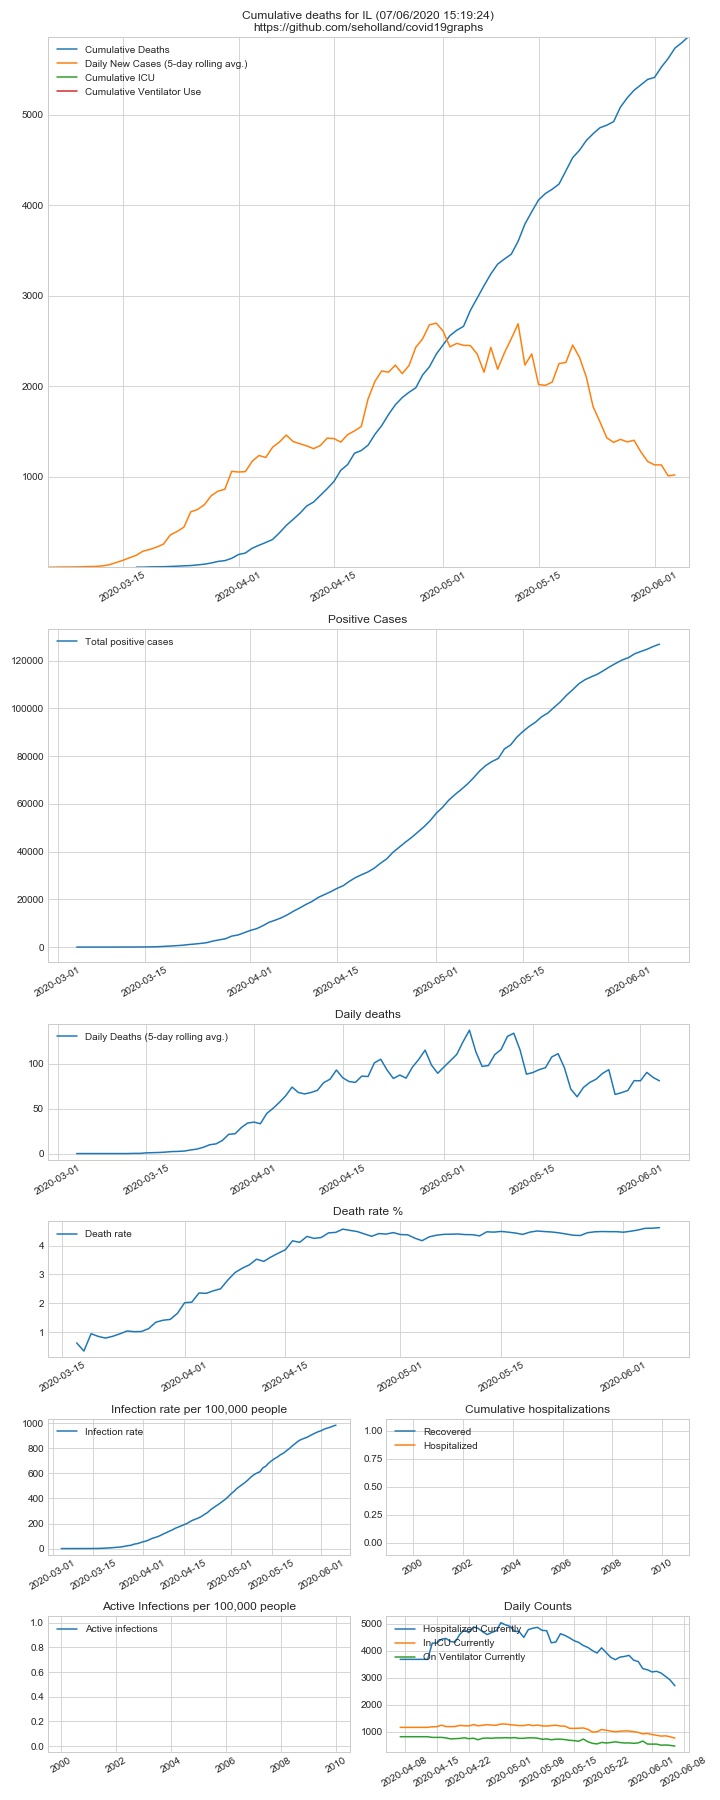 Cumulative deaths for IL (07/06/2020 15:19:24)
https://github.com/seholland/covid19graphs
Cumulative Deaths
Daily New Cases (5-day rolling avg.)
Cumulative ICU
Cumulative Ventilator Use
5000
4000
3000
2000
1000
2020-03-15 2020-04-01 2020-04-15 2020-05-01 2020-05-15 2020-06-01
Positive Cases
Total positive cases
120000
100000
80000
60000
40000
20000
0
2020-03-01 2020-03-15 2020-04-01 2020-04-15 2020-05-01 2020-05-15 2020-06-01
Daily deaths
Daily Deaths (5-day rolling avg.)
100
50
0
2020-03-01 2020-03-15 2020-04-01 2020-04-15 2020-05-01 2020-05-15 2020-06-01
Death rate %
Death rate
4
3
2
1
2020-03-15 2020-04-01 2020-04-15 2020-05-01 2020-05-15 2020-06-01
Infection rate per 100,000 people
Infection rate
1000
800
600
400
200
0
2020-03-01 2020-03-15 2020-04-01 2020-04-15 2020-05-01 2020-05-15 2020-06-01
Cumulative hospitalizations
Recovered
Hospitalized
1.00
0.75
0.50
0.25
0.00
2000 2002 2004 2006 2008 2010
Active Infections per 100,000 people
Active infections
1.0
0.8
0.6
0.4
0.2
0.0
2000 2002 2004 2006 2008 2010
Daily Counts
Hospitalized Currently
In ICU Currently
On Ventilator Currently
5000
4000
3000
2000
1000
2020-04-08 2020-04-15 2020-04-22 2020-05-01 2020-05-08 2020-05-15 2020-05-22 2020-06-01 2020-06-08